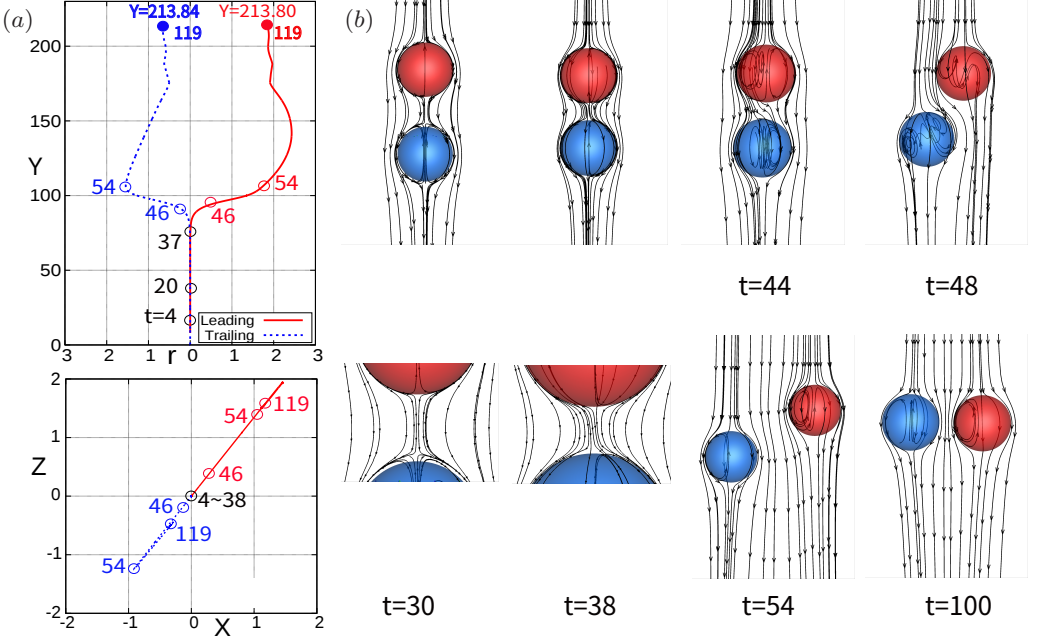 (a)
Y=213.84
Y=213.80
119
119
200
150
Y
100
50
0
54
46
37
20
t=4
46
54
Leading
Trailing
3
2
1
r
0
1
2
3
(b)
t=44
t=48
2
1
Z
0
-1
-2
54
119
46
4~38
46
119
54
-2
-1
X
0
1
2
t=30
t=38
t=54
t=100